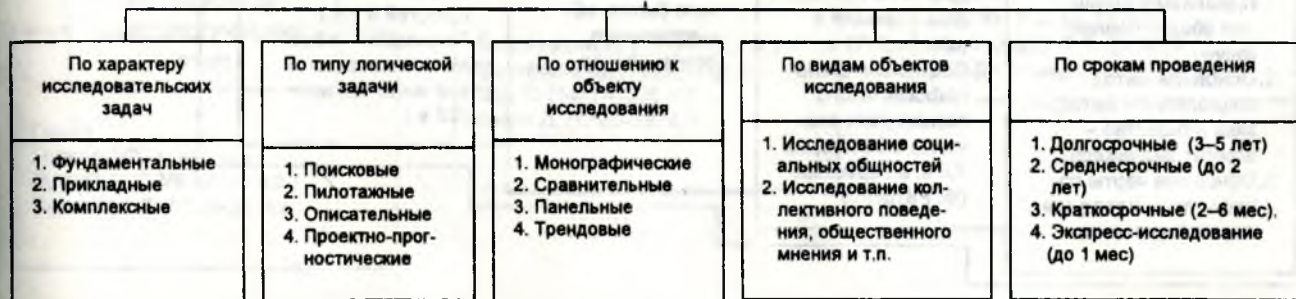 По характеру
исследовательских
задач
1. Фундаментальные
2. Прикладные
3. Комплексные
По типу логической
задачи
1. Поисковые
2. Пилотажные
3. Описательные
4. Проектно-прог-
ностические
По отношению к
объекту
исследования
1. Монографические
2. Сравнительные
3. Панельные
4. Трендовые
По видам объектов
исследования
1. Исследование соци-
альных общностей
2. Исследование кол-
лективного поведе-
ния, общественного
мнения и т.п.
По срокам проведения
1. Долгосрочные (3–5 лет)
2. Среднесрочные (до 2
лет)
3. Краткосрочные (2–6 мес).
4. Экспресс-исследование
(до 1 мес)